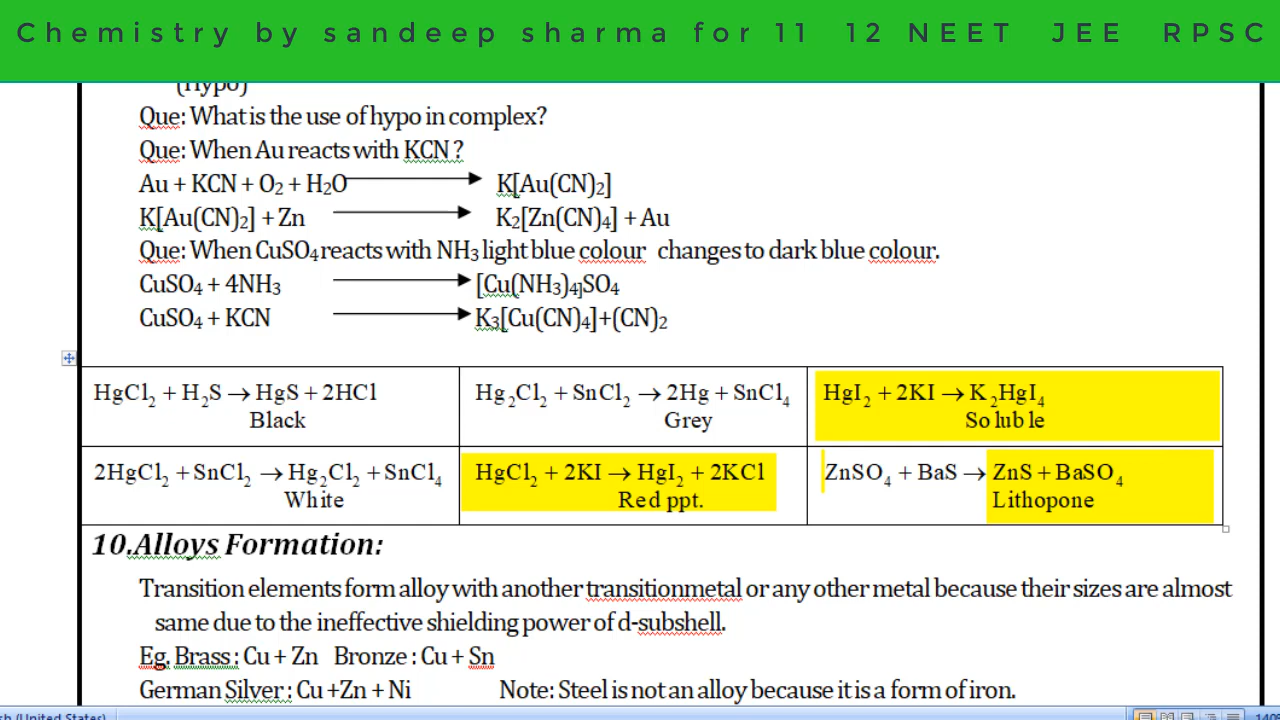 Chemistry by sandeep sharma for 11 12 NEET JEE RPSC
(Hypo)
Que: What is the use of hypo in complex?
Que: When Au reacts with KCN ?
Au + KCN + O₂ + H₂O → K[Au(CN)₂]
K[Au(CN)₂] + Zn → K₂[Zn(CN)₄] + Au
Que: When CuSO₄ reacts with NH₃ light blue colour changes to dark blue colour.
CuSO₄ + 4NH₃ → [Cu(NH₃)₄]SO₄
CuSO₄ + KCN → K₃[Cu(CN)₄]+(CN)₂
HgCl₂ + H₂S → HgS + 2HCl
Black
Hg₂Cl₂ + SnCl₂ → 2Hg + SnCl₄
Grey
HgI₂ + 2KI → K₂HgI₄
Soluble
2HgCl₂ + SnCl₂ → Hg₂Cl₂ + SnCl₄
White
HgCl₂ + 2KI → HgI₂ + 2KCl
Red ppt.
ZnSO₄ + BaS → ZnS + BaSO₄
Lithopone
10.Alloys Formation:
Transition elements form alloy with another transitionmetal or any other metal because their sizes are almost
same due to the ineffective shielding power of d-subshell.
Eg. Brass : Cu + Zn Bronze : Cu + Sn
German Silver : Cu +Zn + Ni Note: Steel is not an alloy because it is a form of iron.